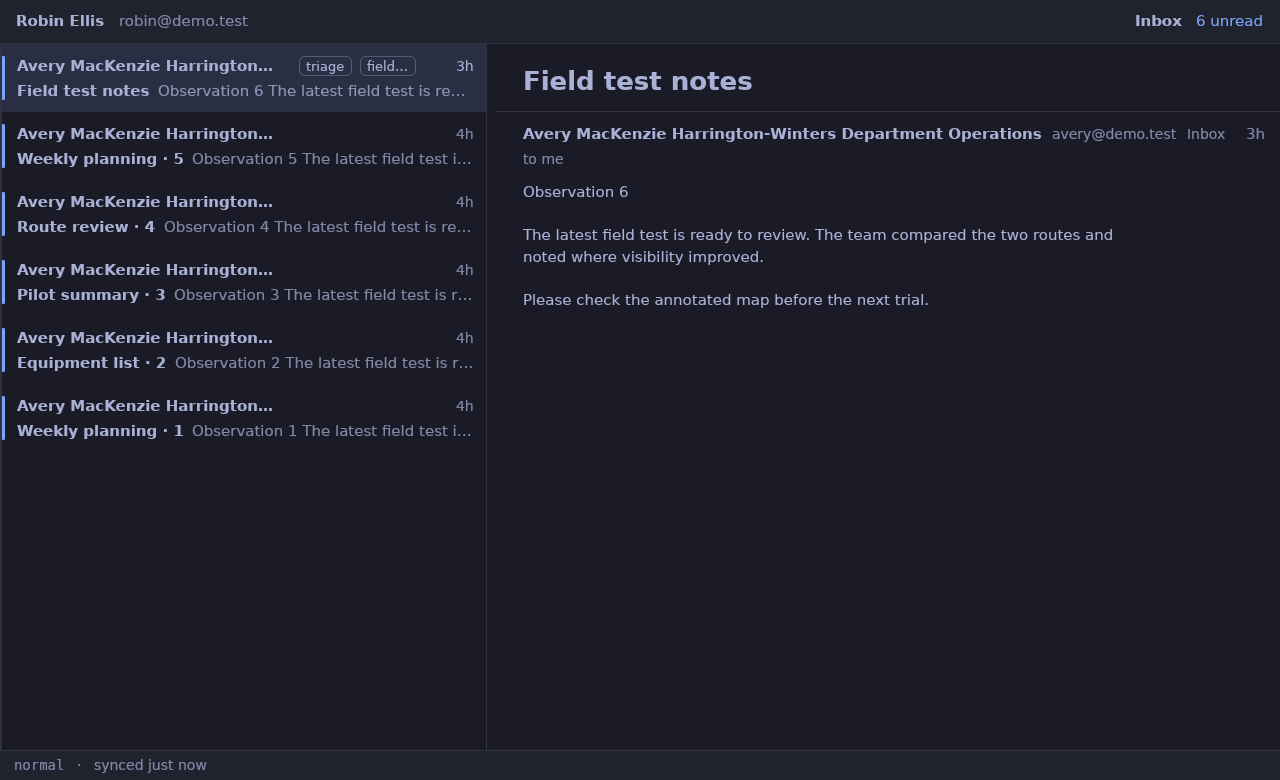 Robin Ellis robin@demo.test Inbox 6 unread
Avery MacKenzie Harrington… triage field… 3h
Field test notes Observation 6 The latest field test is re…
Avery MacKenzie Harrington… 4h
Weekly planning · 5 Observation 5 The latest field test i…
Avery MacKenzie Harrington… 4h
Route review · 4 Observation 4 The latest field test is re…
Avery MacKenzie Harrington… 4h
Pilot summary · 3 Observation 3 The latest field test is r…
Avery MacKenzie Harrington… 4h
Equipment list · 2 Observation 2 The latest field test is r…
Avery MacKenzie Harrington… 4h
Weekly planning · 1 Observation 1 The latest field test i…
Field test notes
Avery MacKenzie Harrington-Winters Department Operations avery@demo.test Inbox 3h
to me
Observation 6
The latest field test is ready to review. The team compared the two routes and
noted where visibility improved.
Please check the annotated map before the next trial.
normal · synced just now